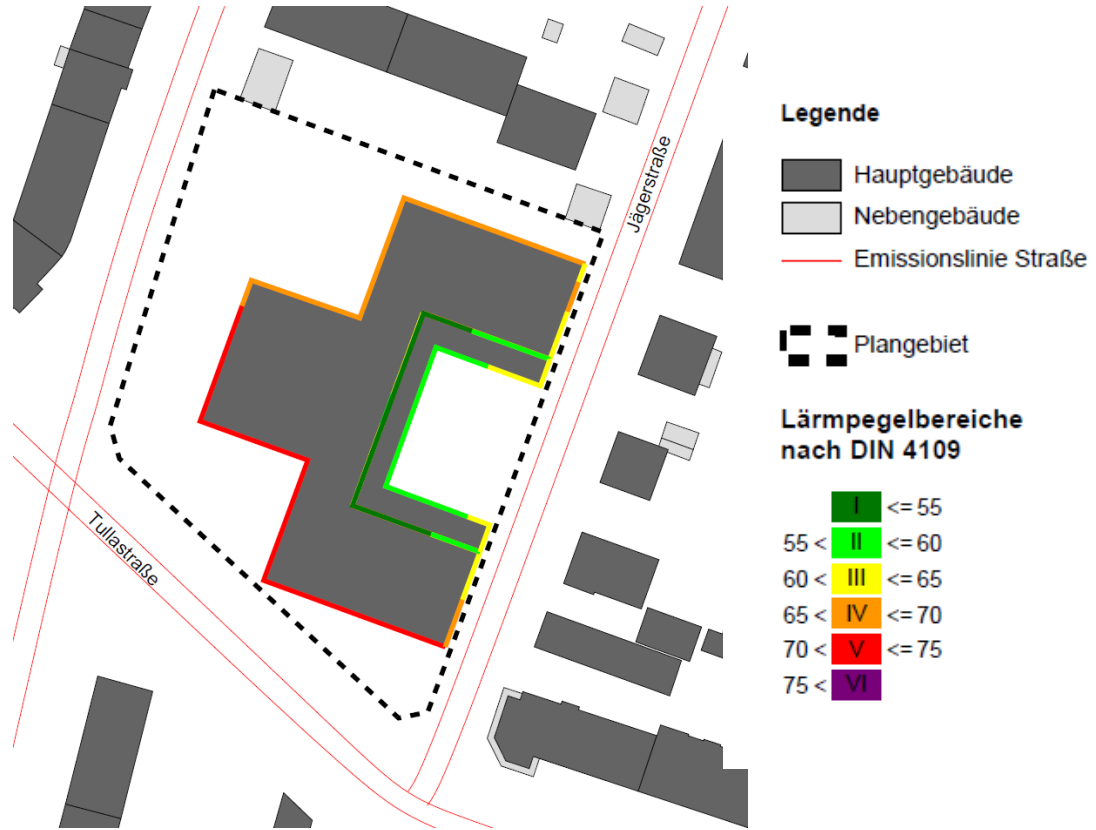 Jägerstraße
Tullastraße
Legende
Hauptgebäude
Nebengebäude
Emissionslinie Straße
Plangebiet
Lärmpegelbereiche
nach DIN 4109
I <= 55
55 < II <= 60
60 < III <= 65
65 < IV <= 70
70 < V <= 75
75 < VI